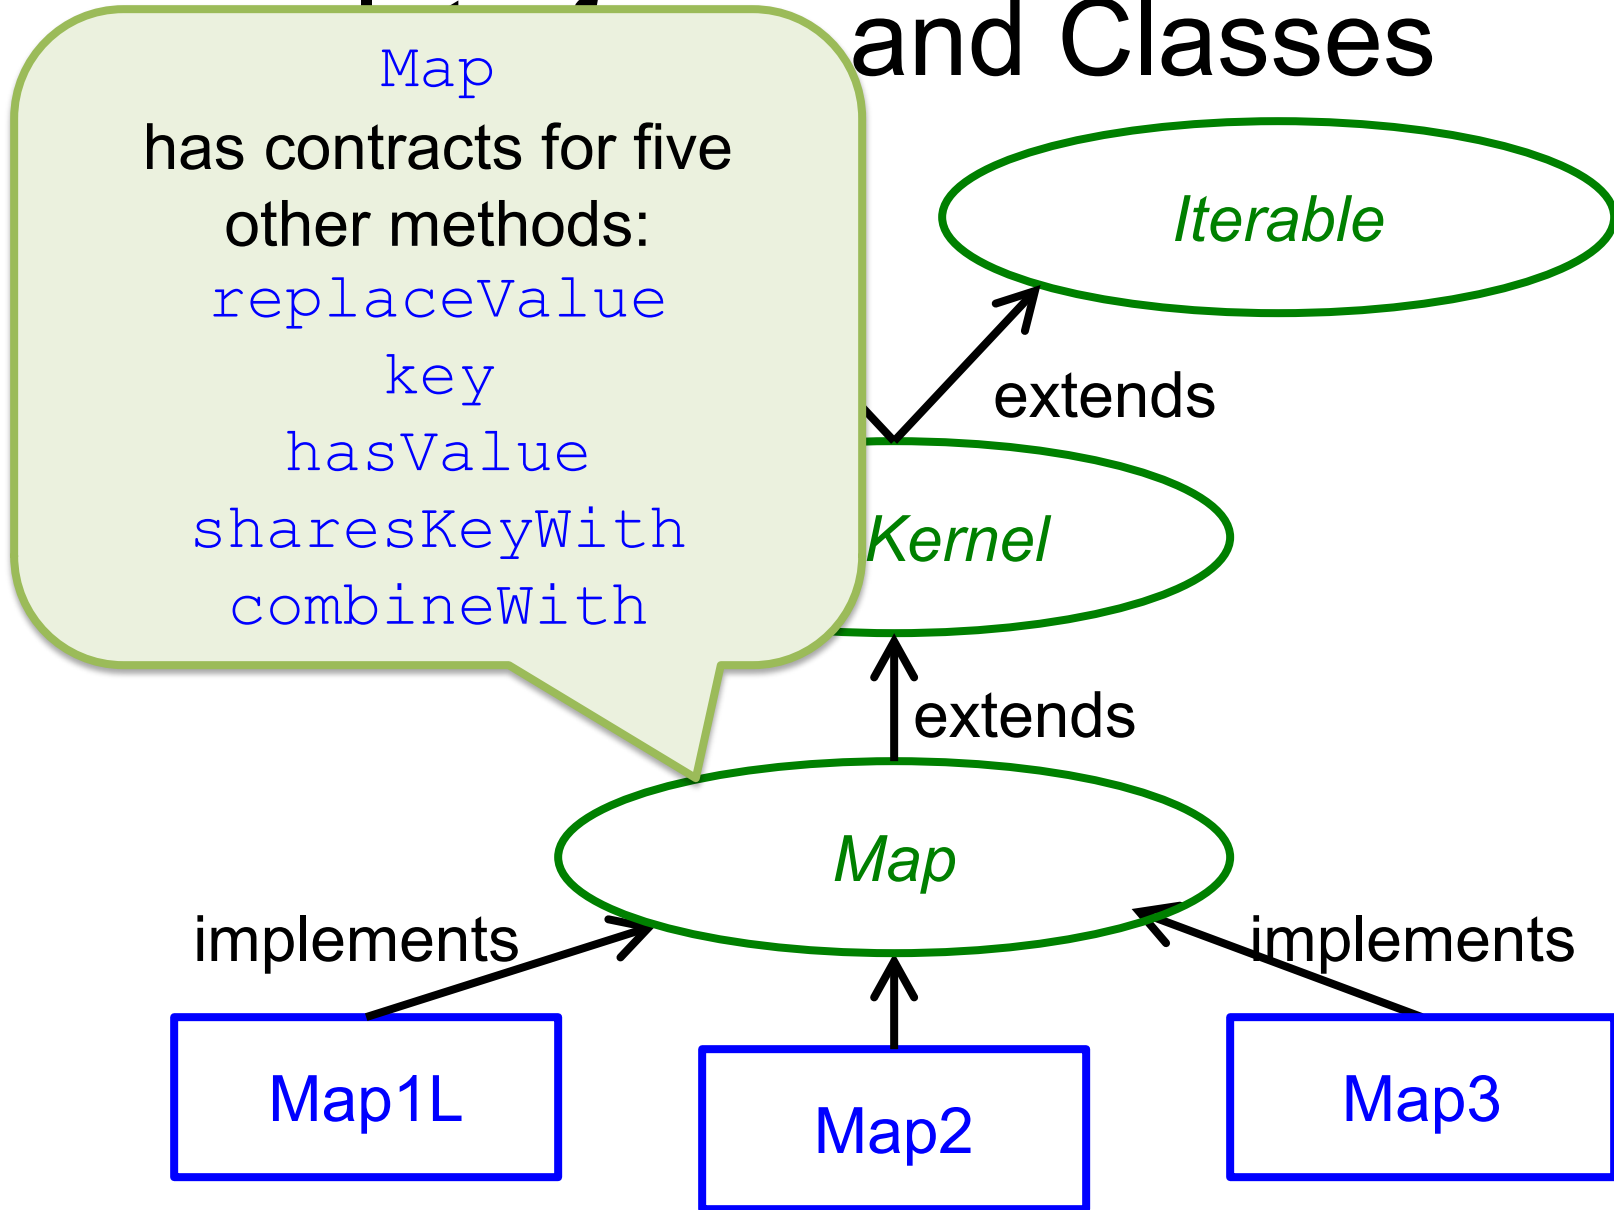 and Classes
Map
has contracts for five
other methods:
replaceValue
key
hasValue
sharesKeyWith
combineWith
Iterable
extends
Kernel
extends
Map
implements
implements
Map1L
Map2
Map3